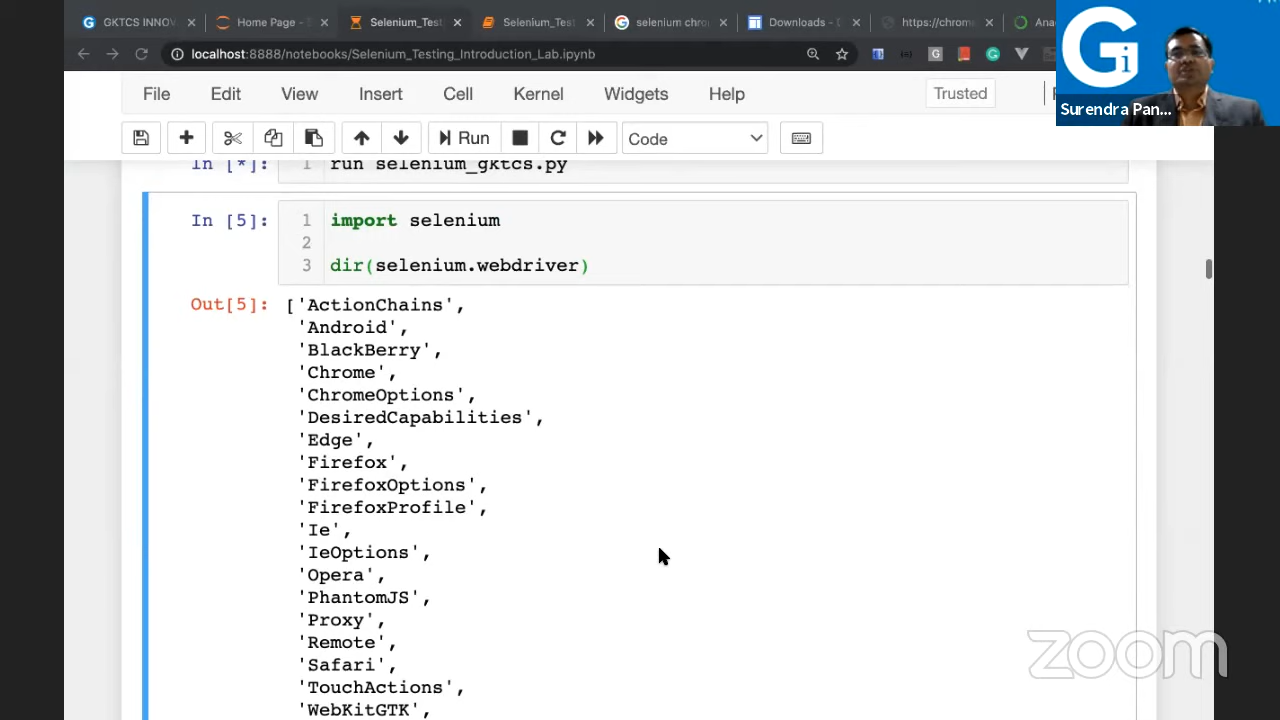 GKTCS INNOV
Home Page - S
Selenium_Test
Selenium_Test
selenium chro
Downloads - 
https://chrome
Ana
localhost:8888/notebooks/Selenium_Testing_Introduction_Lab.ipynb
Gi
Surendra Pan...
File Edit View Insert Cell Kernel Widgets Help Trusted
Run Code
In [*]: 1 run selenium_gktcs.py
In [5]: 1 import selenium
2
3 dir(selenium.webdriver)
Out[5]: ['ActionChains',
'Android',
'BlackBerry',
'Chrome',
'ChromeOptions',
'DesiredCapabilities',
'Edge',
'Firefox',
'FirefoxOptions',
'FirefoxProfile',
'Ie',
'IeOptions',
'Opera',
'PhantomJS',
'Proxy',
'Remote',
'Safari',
'TouchActions',
'WebKitGTK',
zoom